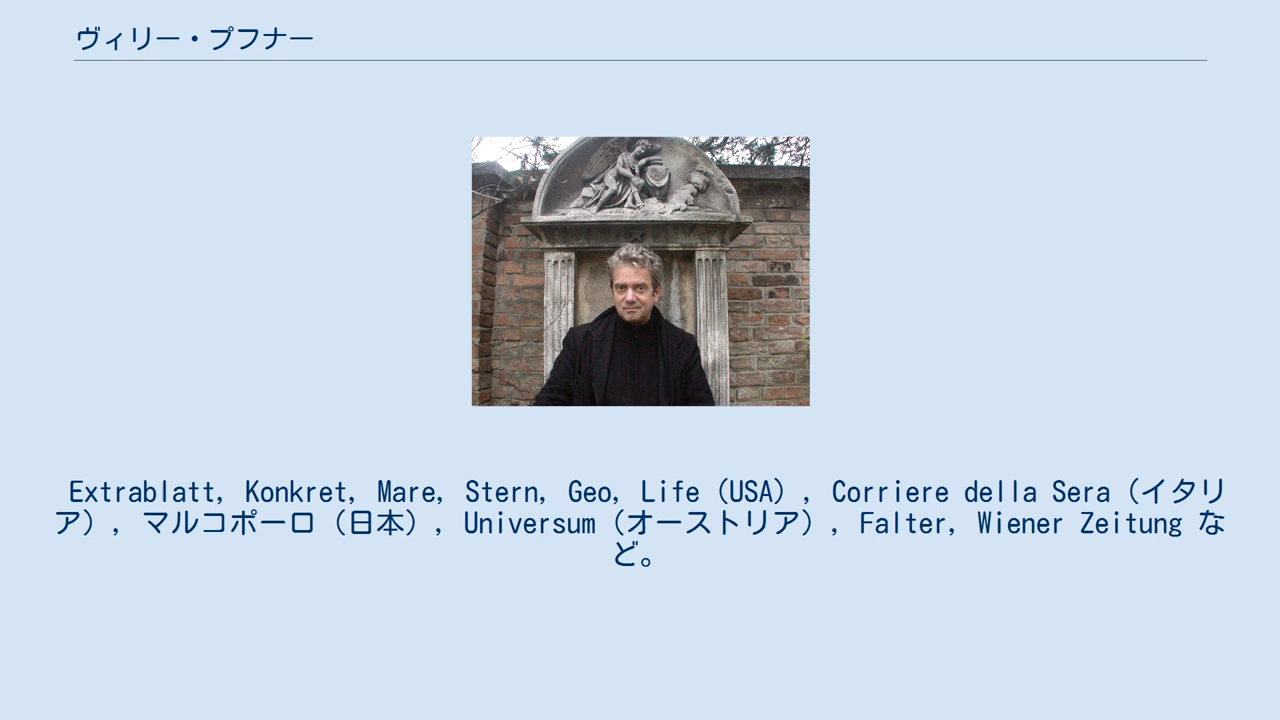 ヴィリー・プフナー
Extrablatt, Konkret, Mare, Stern, Geo, Life（USA）, Corriere della Sera（イタリ
ア）, マルコポーロ（日本）, Universum（オーストリア）, Falter, Wiener Zeitung な
ど。